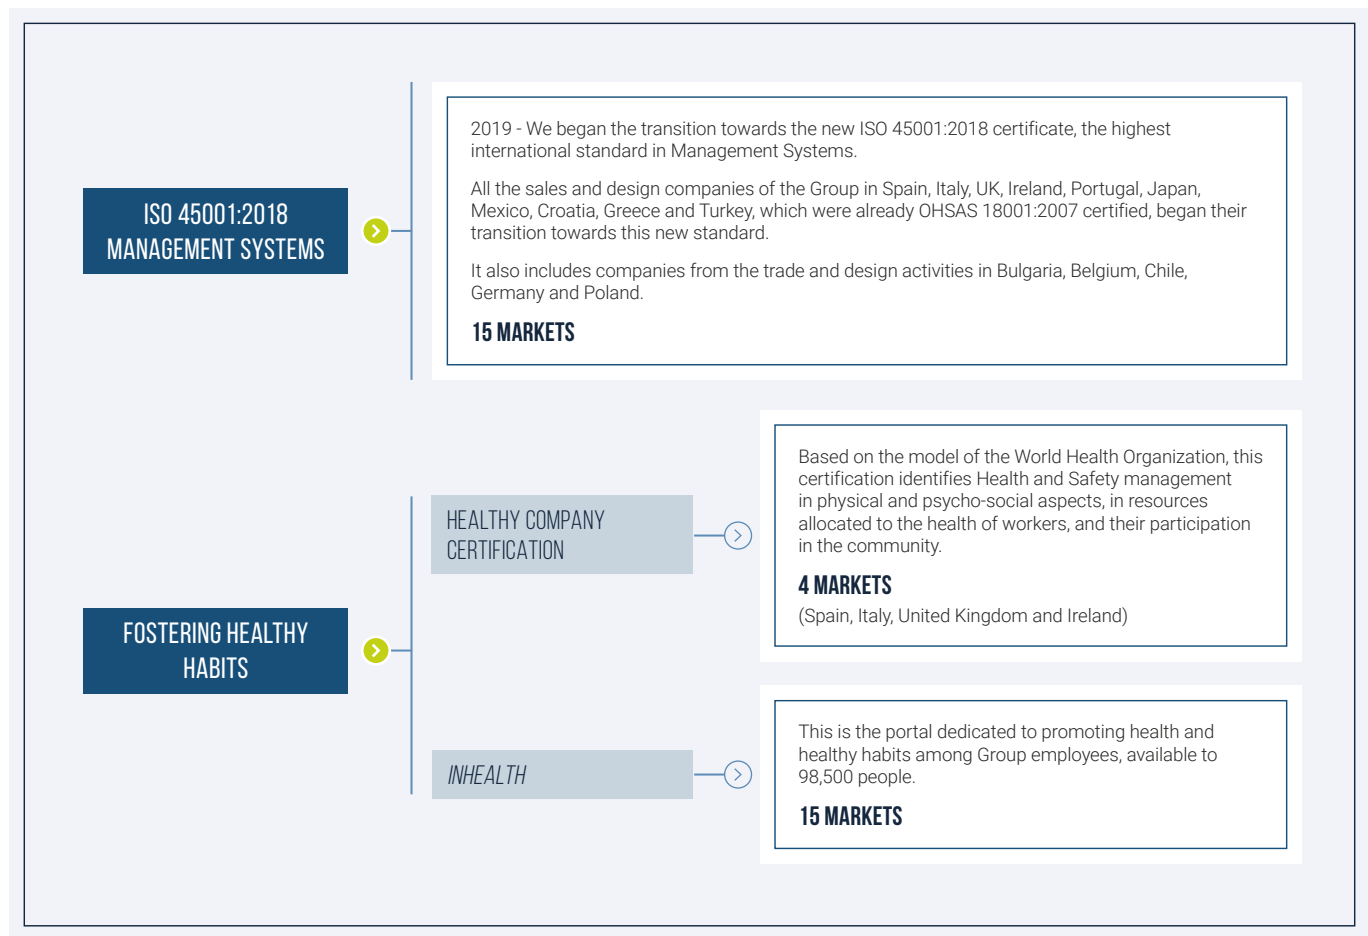 ISO 45001:2018
MANAGEMENT SYSTEMS
2019 - We began the transition towards the new ISO 45001:2018 certificate, the highest
international standard in Management Systems.
All the sales and design companies of the Group in Spain, Italy, UK, Ireland, Portugal, Japan,
Mexico, Croatia, Greece and Turkey, which were already OHSAS 18001:2007 certified, began their
transition towards this new standard.
It also includes companies from the trade and design activities in Bulgaria, Belgium, Chile,
Germany and Poland.
15 MARKETS
FOSTERING HEALTHY
HABITS
HEALTHY COMPANY
CERTIFICATION
Based on the model of the World Health Organization, this
certification identifies Health and Safety management
in physical and psycho-social aspects, in resources
allocated to the health of workers, and their participation
in the community.
4 MARKETS
(Spain, Italy, United Kingdom and Ireland)
INHEALTH
This is the portal dedicated to promoting health and
healthy habits among Group employees, available to
98,500 people.
15 MARKETS